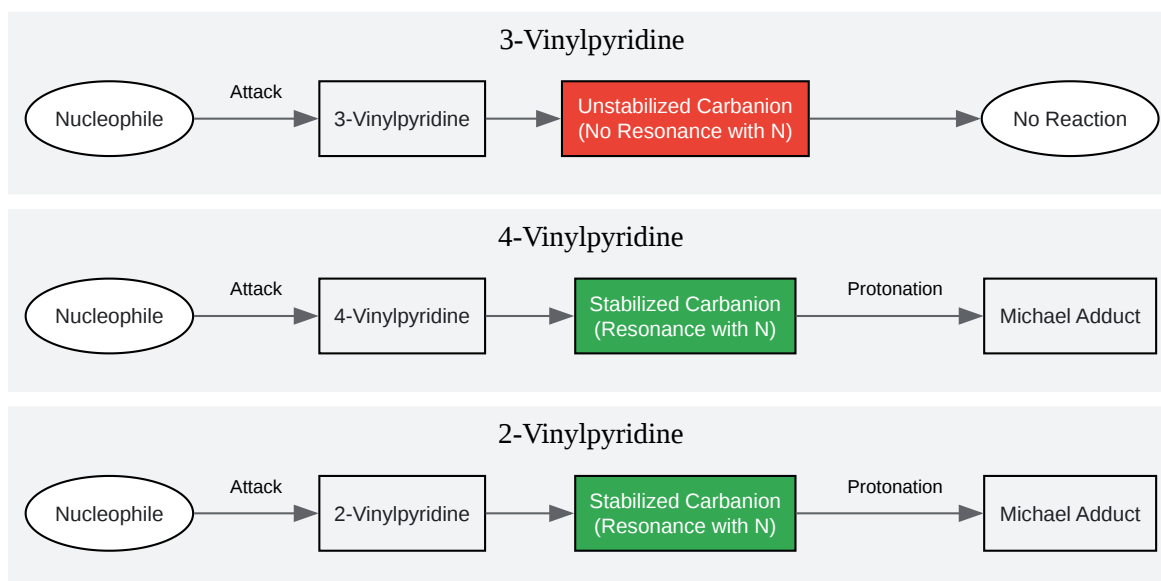 3-Vinylpyridine
Nucleophile
Attack
3-Vinylpyridine
Unstabilized Carbanion
(No Resonance with N)
No Reaction
4-Vinylpyridine
Nucleophile
Attack
4-Vinylpyridine
Stabilized Carbanion
(Resonance with N)
Protonation
Michael Adduct
2-Vinylpyridine
Nucleophile
Attack
2-Vinylpyridine
Stabilized Carbanion
(Resonance with N)
Protonation
Michael Adduct